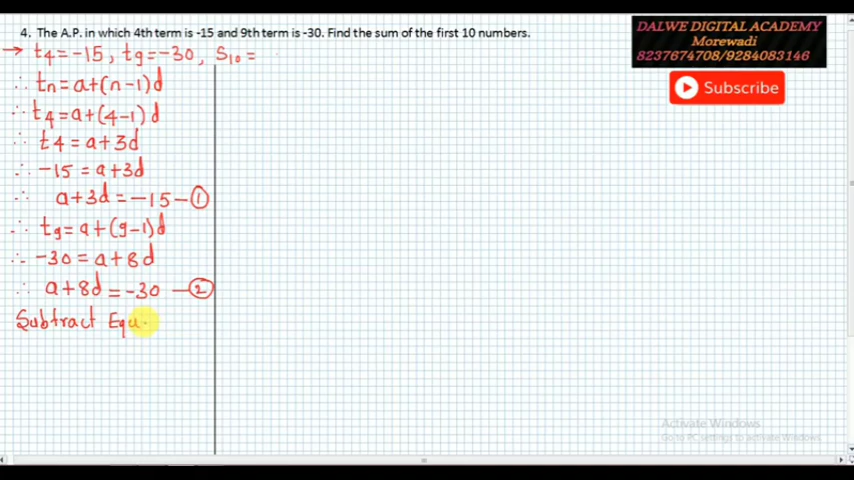 4. The A.P. in which 4th term is -15 and 9th term is -30. Find the sum of the first 10 numbers.
DALWE DIGITAL ACADEMY
Morewadi
8237674708/9284083146
Subscribe
→ t4 = -15, t9 = -30, S10 =
∴ tn = a+(n-1)d
∴ t4 = a+(4-1)d
∴ t4 = a+3d
∴ -15 = a+3d
∴ a+3d = -15 - ①
∴ t9 = a+(9-1)d
∴ -30 = a+8d
∴ a+8d = -30 - ②
Subtract Equ
Activate Windows
Go to PC settings to activate Windows.